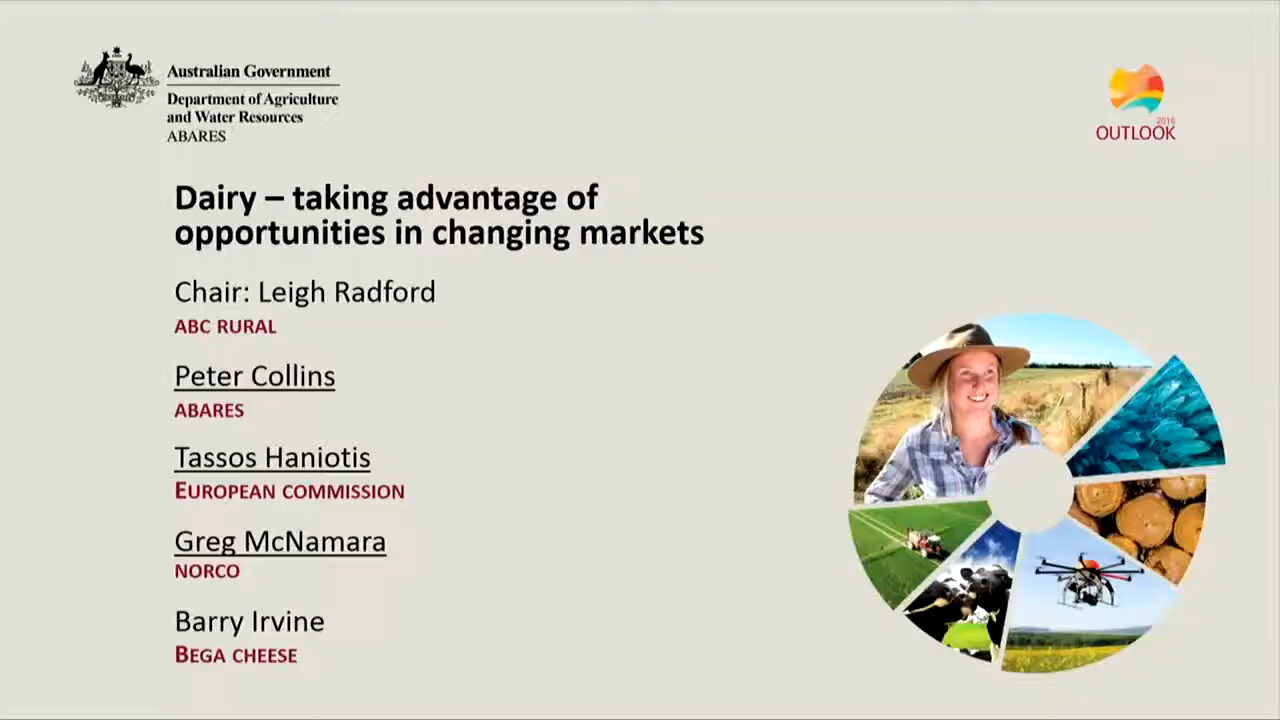 Australian Government
Department of Agriculture
and Water Resources
ABARES
2016
OUTLOOK
Dairy – taking advantage of
opportunities in changing markets
Chair: Leigh Radford
ABC RURAL
Peter Collins
ABARES
Tassos Haniotis
EUROPEAN COMMISSION
Greg McNamara
NORCO
Barry Irvine
BEGA CHEESE